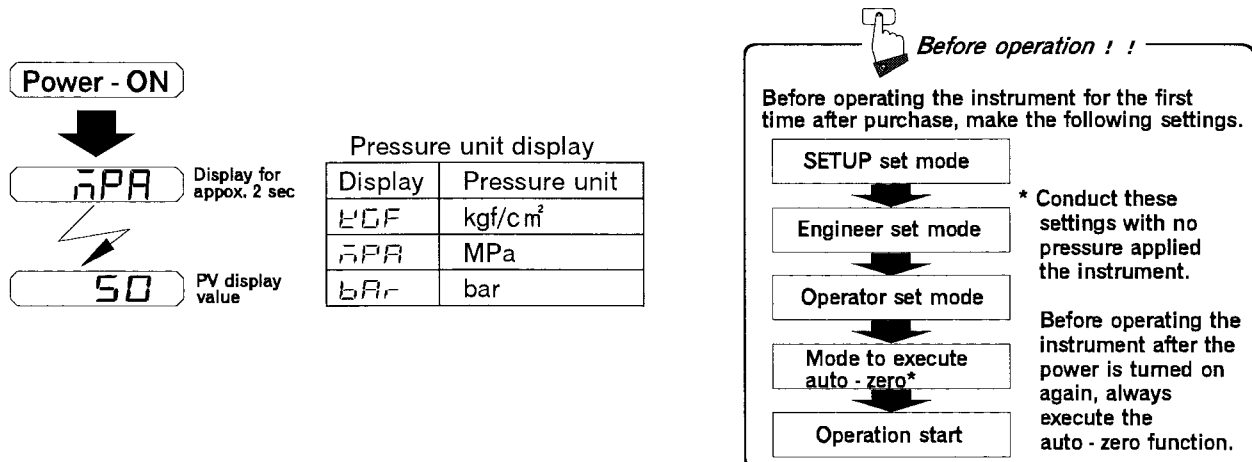 Power - ON
MPA
Display for
appox. 2 sec
50
PV display
value
Pressure unit display
Display Pressure unit
KGF kgf/cm²
MPA MPa
bAr bar
Before operation ! !
Before operating the instrument for the first
time after purchase, make the following settings.
SETUP set mode
Engineer set mode
Operator set mode
Mode to execute
auto - zero*
Operation start
* Conduct these
settings with no
pressure applied
the instrument.
Before operating the
instrument after the
power is turned on
again, always
execute the
auto - zero function.